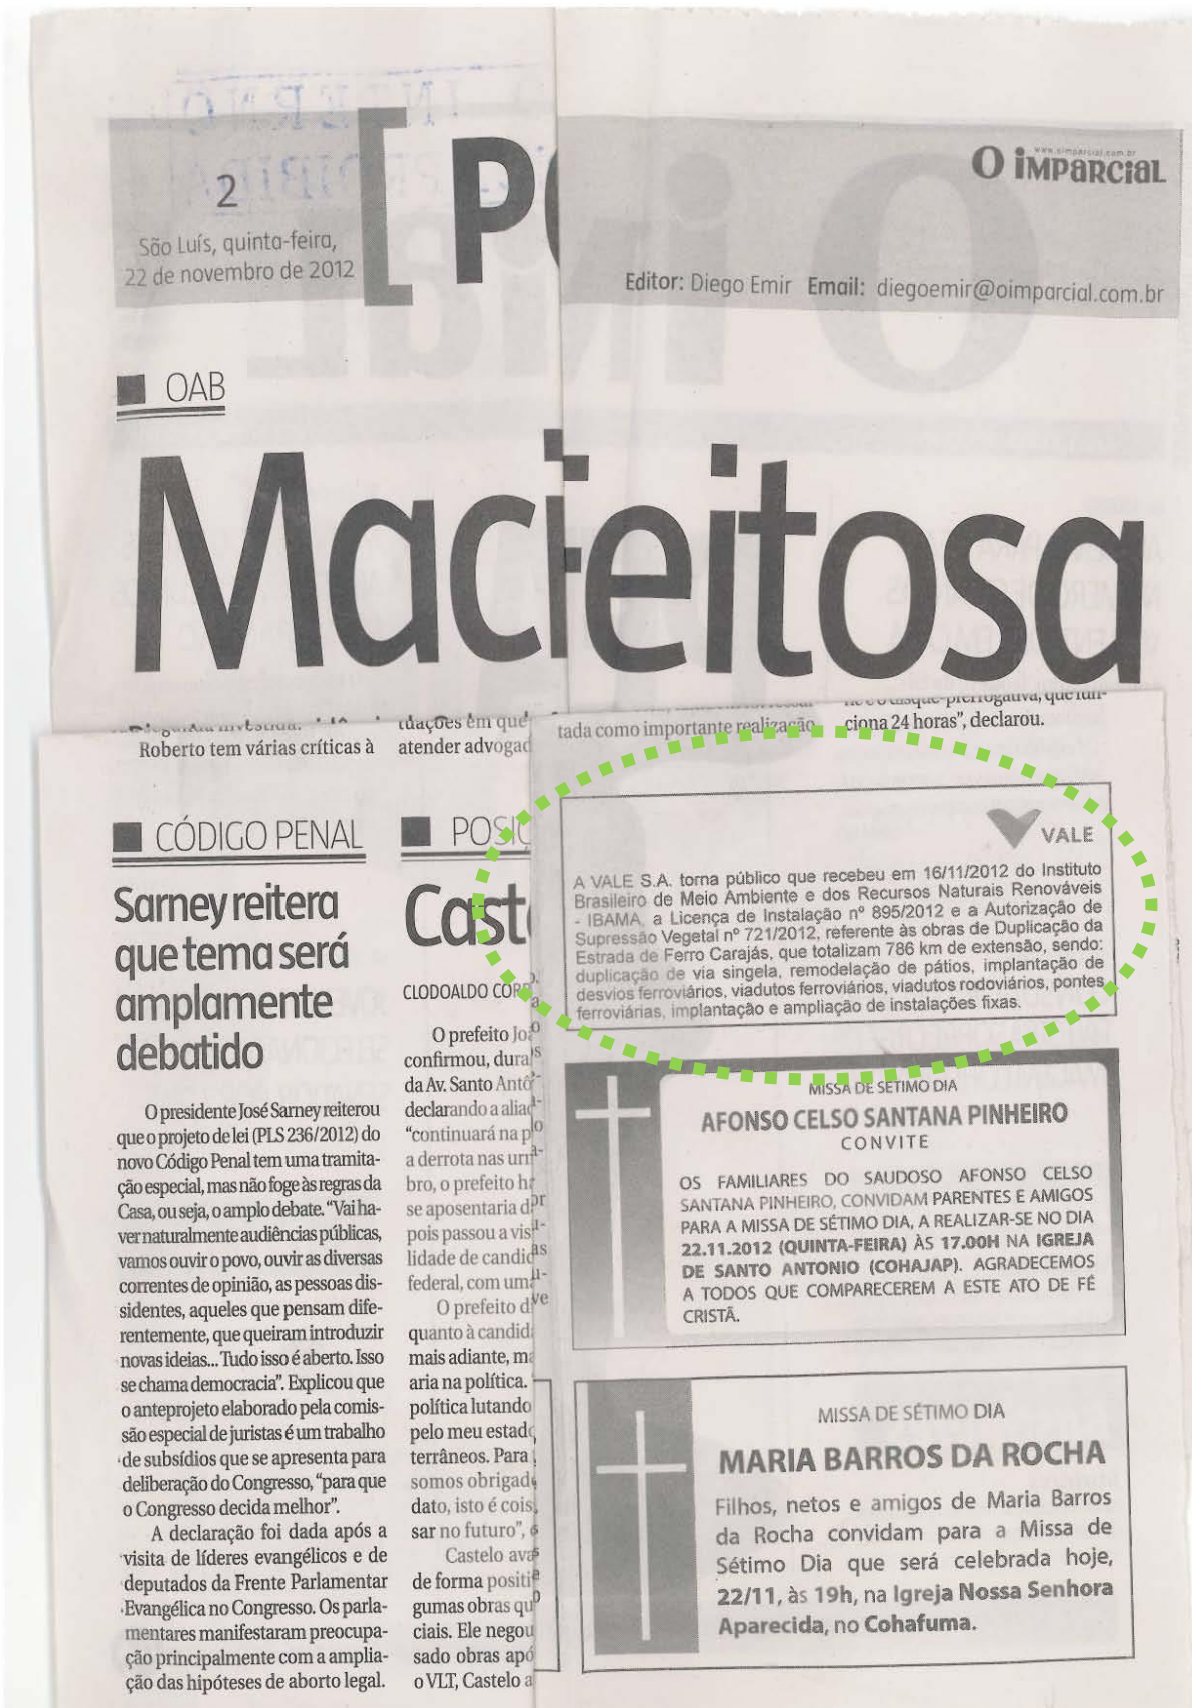 2
São Luís, quinta-feira,
22 de novembro de 2012
[ P
www.oimparcial.com.br
O imparcial
Editor: Diego Emir Email: diegoemir@oimparcial.com.br
OAB
Maci
feitosa
Roberto tem várias críticas à
tuações em que
atender advogad
tada como importante realização
ciona 24 horas”, declarou.
CÓDIGO PENAL
Sarney reitera
que tema será
amplamente
debatido
O presidente José Sarney reiterou
que o projeto de lei (PLS 236/2012) do
novo Código Penal tem uma tramita-
ção especial, mas não foge às regras da
Casa, ou seja, o amplo debate. “Vai ha-
ver naturalmente audiências públicas,
vamos ouvir o povo, ouvir as diversas
correntes de opinião, as pessoas dis-
sidentes, aqueles que pensam dife-
rentemente, que queiram introduzir
novas ideias... Tudo isso é aberto. Isso
se chama democracia”. Explicou que
o anteprojeto elaborado pela comis-
são especial de juristas é um trabalho
de subsídios que se apresenta para
deliberação do Congresso, “para que
o Congresso decida melhor”.
A declaração foi dada após a
visita de líderes evangélicos e de
deputados da Frente Parlamentar
Evangélica no Congresso. Os parla-
mentares manifestaram preocupa-
ção principalmente com a amplia-
ção das hipóteses de aborto legal.
POSIÇ
Cast
CLODOALDO CORR
O prefeito Jo
confirmou, dura
da Av. Santo Antô
declarando a aliad
“continuará na p
a derrota nas urn
bro, o prefeito h
se aposentaria d
pois passou a vis
lidade de candid
federal, com um
O prefeito d
quanto à candid
mais adiante, m
aria na política.
política lutando
pelo meu estad
terrâneos. Para
somos obrigad
dato, isto é cois
sar no futuro”,
Castelo ava
de forma positi
gumas obras qu
ciais. Ele negou
sado obras apó
o VLT, Castelo a
VALE
A VALE S.A. torna público que recebeu em 16/11/2012 do Instituto
Brasileiro de Meio Ambiente e dos Recursos Naturais Renováveis
- IBAMA, a Licença de Instalação nº 895/2012 e a Autorização de
Supressão Vegetal nº 721/2012, referente às obras de Duplicação da
Estrada de Ferro Carajás, que totalizam 786 km de extensão, sendo:
duplicação de via singela, remodelação de pátios, implantação de
desvios ferroviários, viadutos ferroviários, viadutos rodoviários, pontes
ferroviárias, implantação e ampliação de instalações fixas.
MISSA DE SÉTIMO DIA
AFONSO CELSO SANTANA PINHEIRO
CONVITE
OS FAMILIARES DO SAUDOSO AFONSO CELSO
SANTANA PINHEIRO, CONVIDAM PARENTES E AMIGOS
PARA A MISSA DE SÉTIMO DIA, A REALIZAR-SE NO DIA
22.11.2012 (QUINTA-FEIRA) ÀS 17.00H NA IGREJA
DE SANTO ANTONIO (COHAJAP). AGRADECEMOS
A TODOS QUE COMPARECEREM A ESTE ATO DE FÉ
CRISTÃ.
MISSA DE SÉTIMO DIA
MARIA BARROS DA ROCHA
Filhos, netos e amigos de Maria Barros
da Rocha convidam para a Missa de
Sétimo Dia que será celebrada hoje,
22/11, às 19h, na Igreja Nossa Senhora
Aparecida, no Cohafuma.